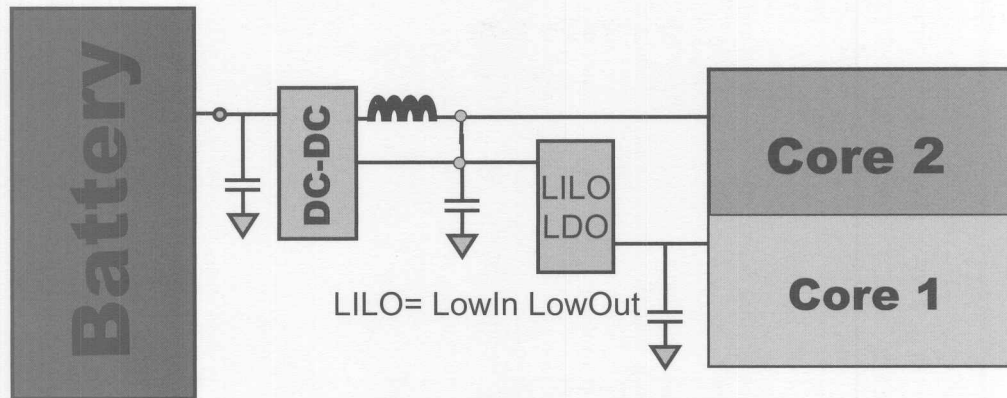 Battery
DC-DC
LILO
LDO
LILO= LowIn LowOut
Core 2
Core 1